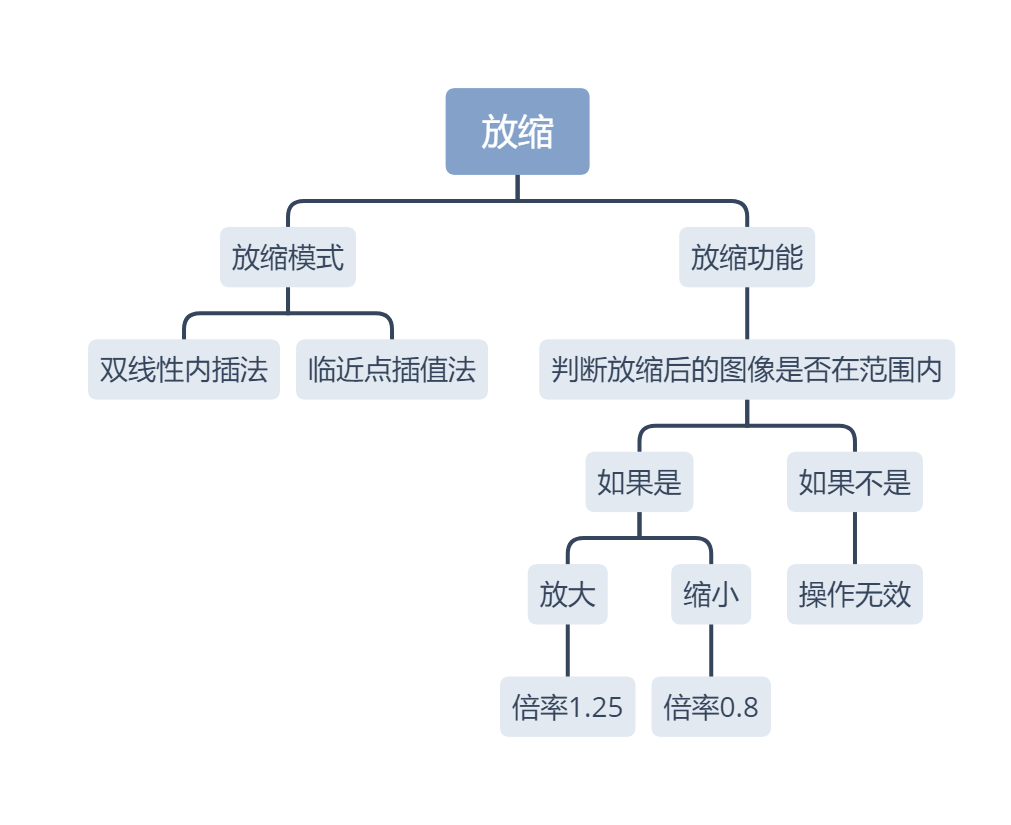 放缩
放缩模式
放缩功能
双线性内插法
临近点插值法
判断放缩后的图像是否在范围内
如果是
如果不是
放大
缩小
操作无效
倍率1.25
倍率0.8